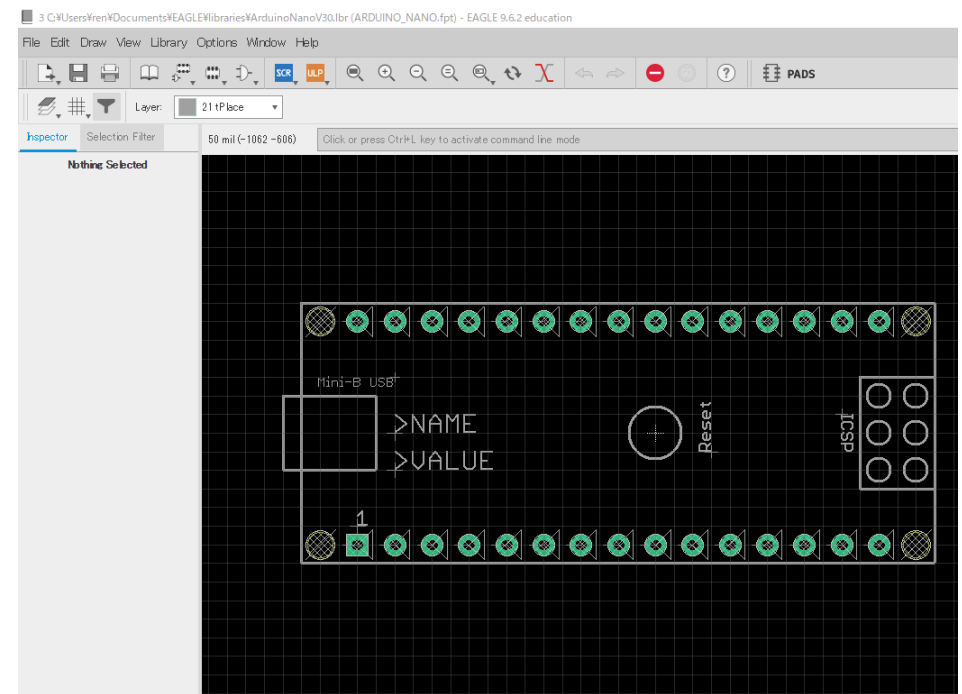 3 C:¥Users¥ren¥Documents¥EAGLE¥libraries¥ArduinoNanoV30.lbr (ARDUINO_NANO.fpt) - EAGLE 9.6.2 education
File Edit Draw View Library Options Window Help
SCR ULP ? PADS
Layer: 21 tPlace
Inspector Selection Filter 50 mil (-1062 -606) Click or press Ctrl+L key to activate command line mode
Nothing Selected
Mini-B USB
>NAME
>VALUE
Reset
ICSP
1